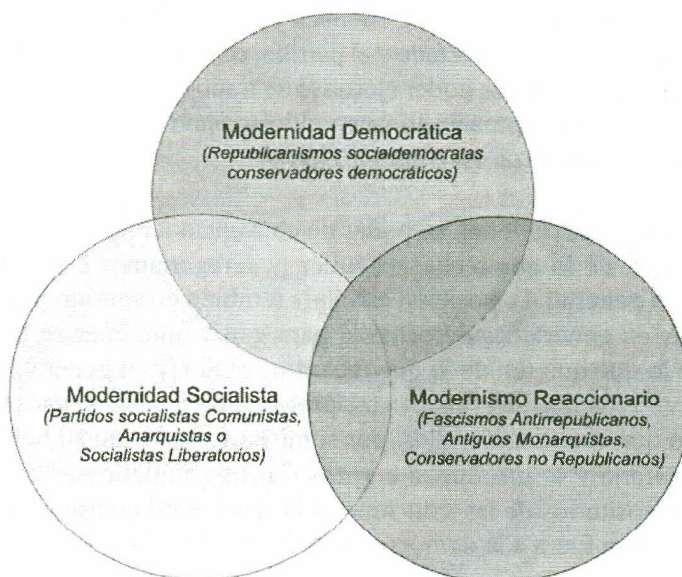 Modernidad Democrática
(Republicanismos socialdemócratas
conservadores democráticos)
Modernidad Socialista
(Partidos socialistas Comunistas,
Anarquistas o
Socialistas Liberatorios)
Modernismo Reaccionario
(Fascismos Antirrepublicanos,
Antiguos Monarquistas,
Conservadores no Republicanos)